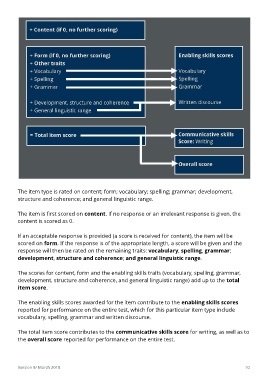 + Content (if 0, no further scoring)
+ Form (if 0, no further scoring)
+ Other traits
+ Vocabulary
+ Spelling
+ Grammar
+ Development, structure and coherence
+ General linguistic range
Enabling skills scores
Vocabulary
Spelling
Grammar
Written discourse
= Total item score
Communicative skills
Score: Writing
Overall score
The item type is rated on content; form; vocabulary; spelling; grammar; development,
structure and coherence; and general linguistic range.
The item is first scored on content. If no response or an irrelevant response is given, the
content is scored as 0.
If an acceptable response is provided (a score is received for content), the item will be
scored on form. If the response is of the appropriate length, a score will be given and the
response will then be rated on the remaining traits: vocabulary; spelling; grammar;
development, structure and coherence; and general linguistic range.
The scores for content, form and the enabling skills traits (vocabulary, spelling, grammar,
development, structure and coherence, and general linguistic range) add up to the total
item score.
The enabling skills scores awarded for the item contribute to the enabling skills scores
reported for performance on the entire test, which for this particular item type include
vocabulary, spelling, grammar and written discourse.
The total item score contributes to the communicative skills score for writing, as well as to
the overall score reported for performance on the entire test.